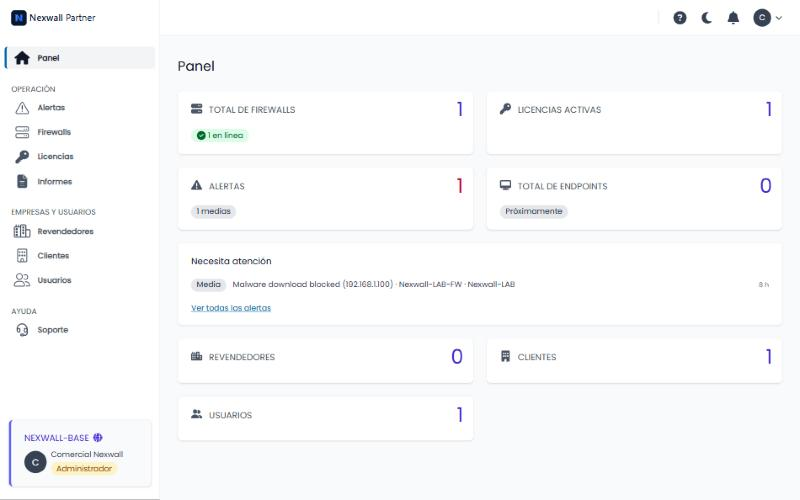 N Nexwall Partner
C
Panel
OPERACIÓN
Alertas
Firewalls
Licencias
Informes
EMPRESAS Y USUARIOS
Revendedores
Clientes
Usuarios
AYUDA
Soporte
NEXWALL-BASE
C Comercial Nexwall
Administrador
Panel
TOTAL DE FIREWALLS 1
1 en línea
LICENCIAS ACTIVAS 1
ALERTAS 1
1 medias
TOTAL DE ENDPOINTS 0
Próximamente
Necesita atención
Media Malware download blocked (192.168.1.100) · Nexwall-LAB-FW · Nexwall-LAB 8 h
Ver todas las alertas
REVENDEDORES 0
CLIENTES 1
USUARIOS 1